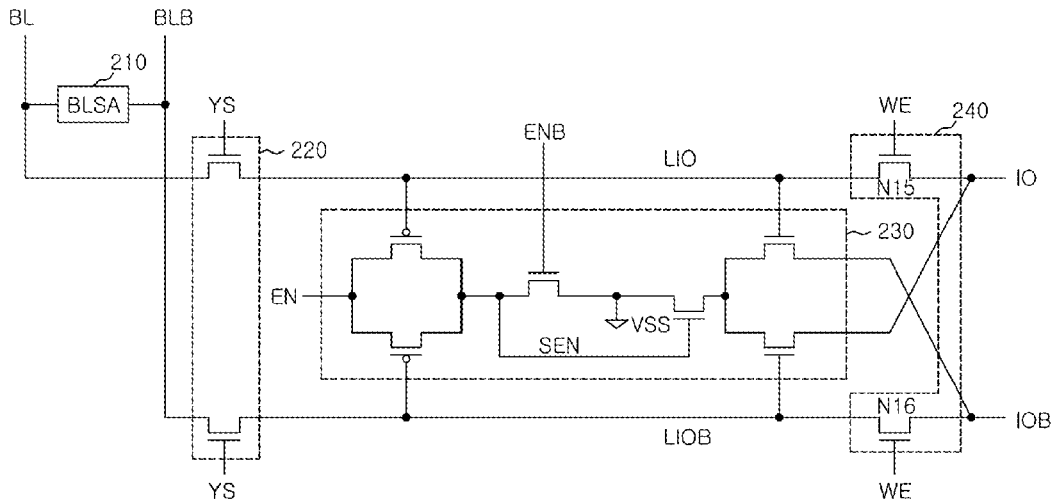 BL
BLB
210
BLSA
YS
220
ENB
LIO
WE
240
N15
IO
230
EN
VSS
SEN
N16
IOB
LIOB
YS
WE